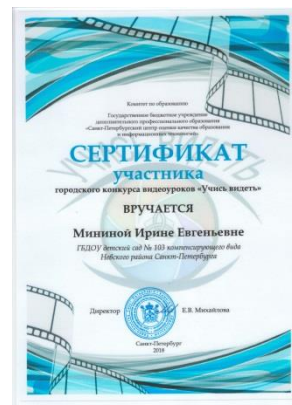 Комитет по образованию
Государственное бюджетное учреждение
дополнительного профессионального образования
«Санкт-Петербургский центр оценки качества образования
и информационных технологий»
СЕРТИФИКАТ
участника
городского конкурса видеоуроков «Учись видеть»
ВРУЧАЕТСЯ
Мининой Ирине Евгеньевне
ГБДОУ детский сад № 103 компенсирующего вида
Невского района Санкт-Петербурга
Директор Е.В. Михайлова
Санкт-Петербург
2018